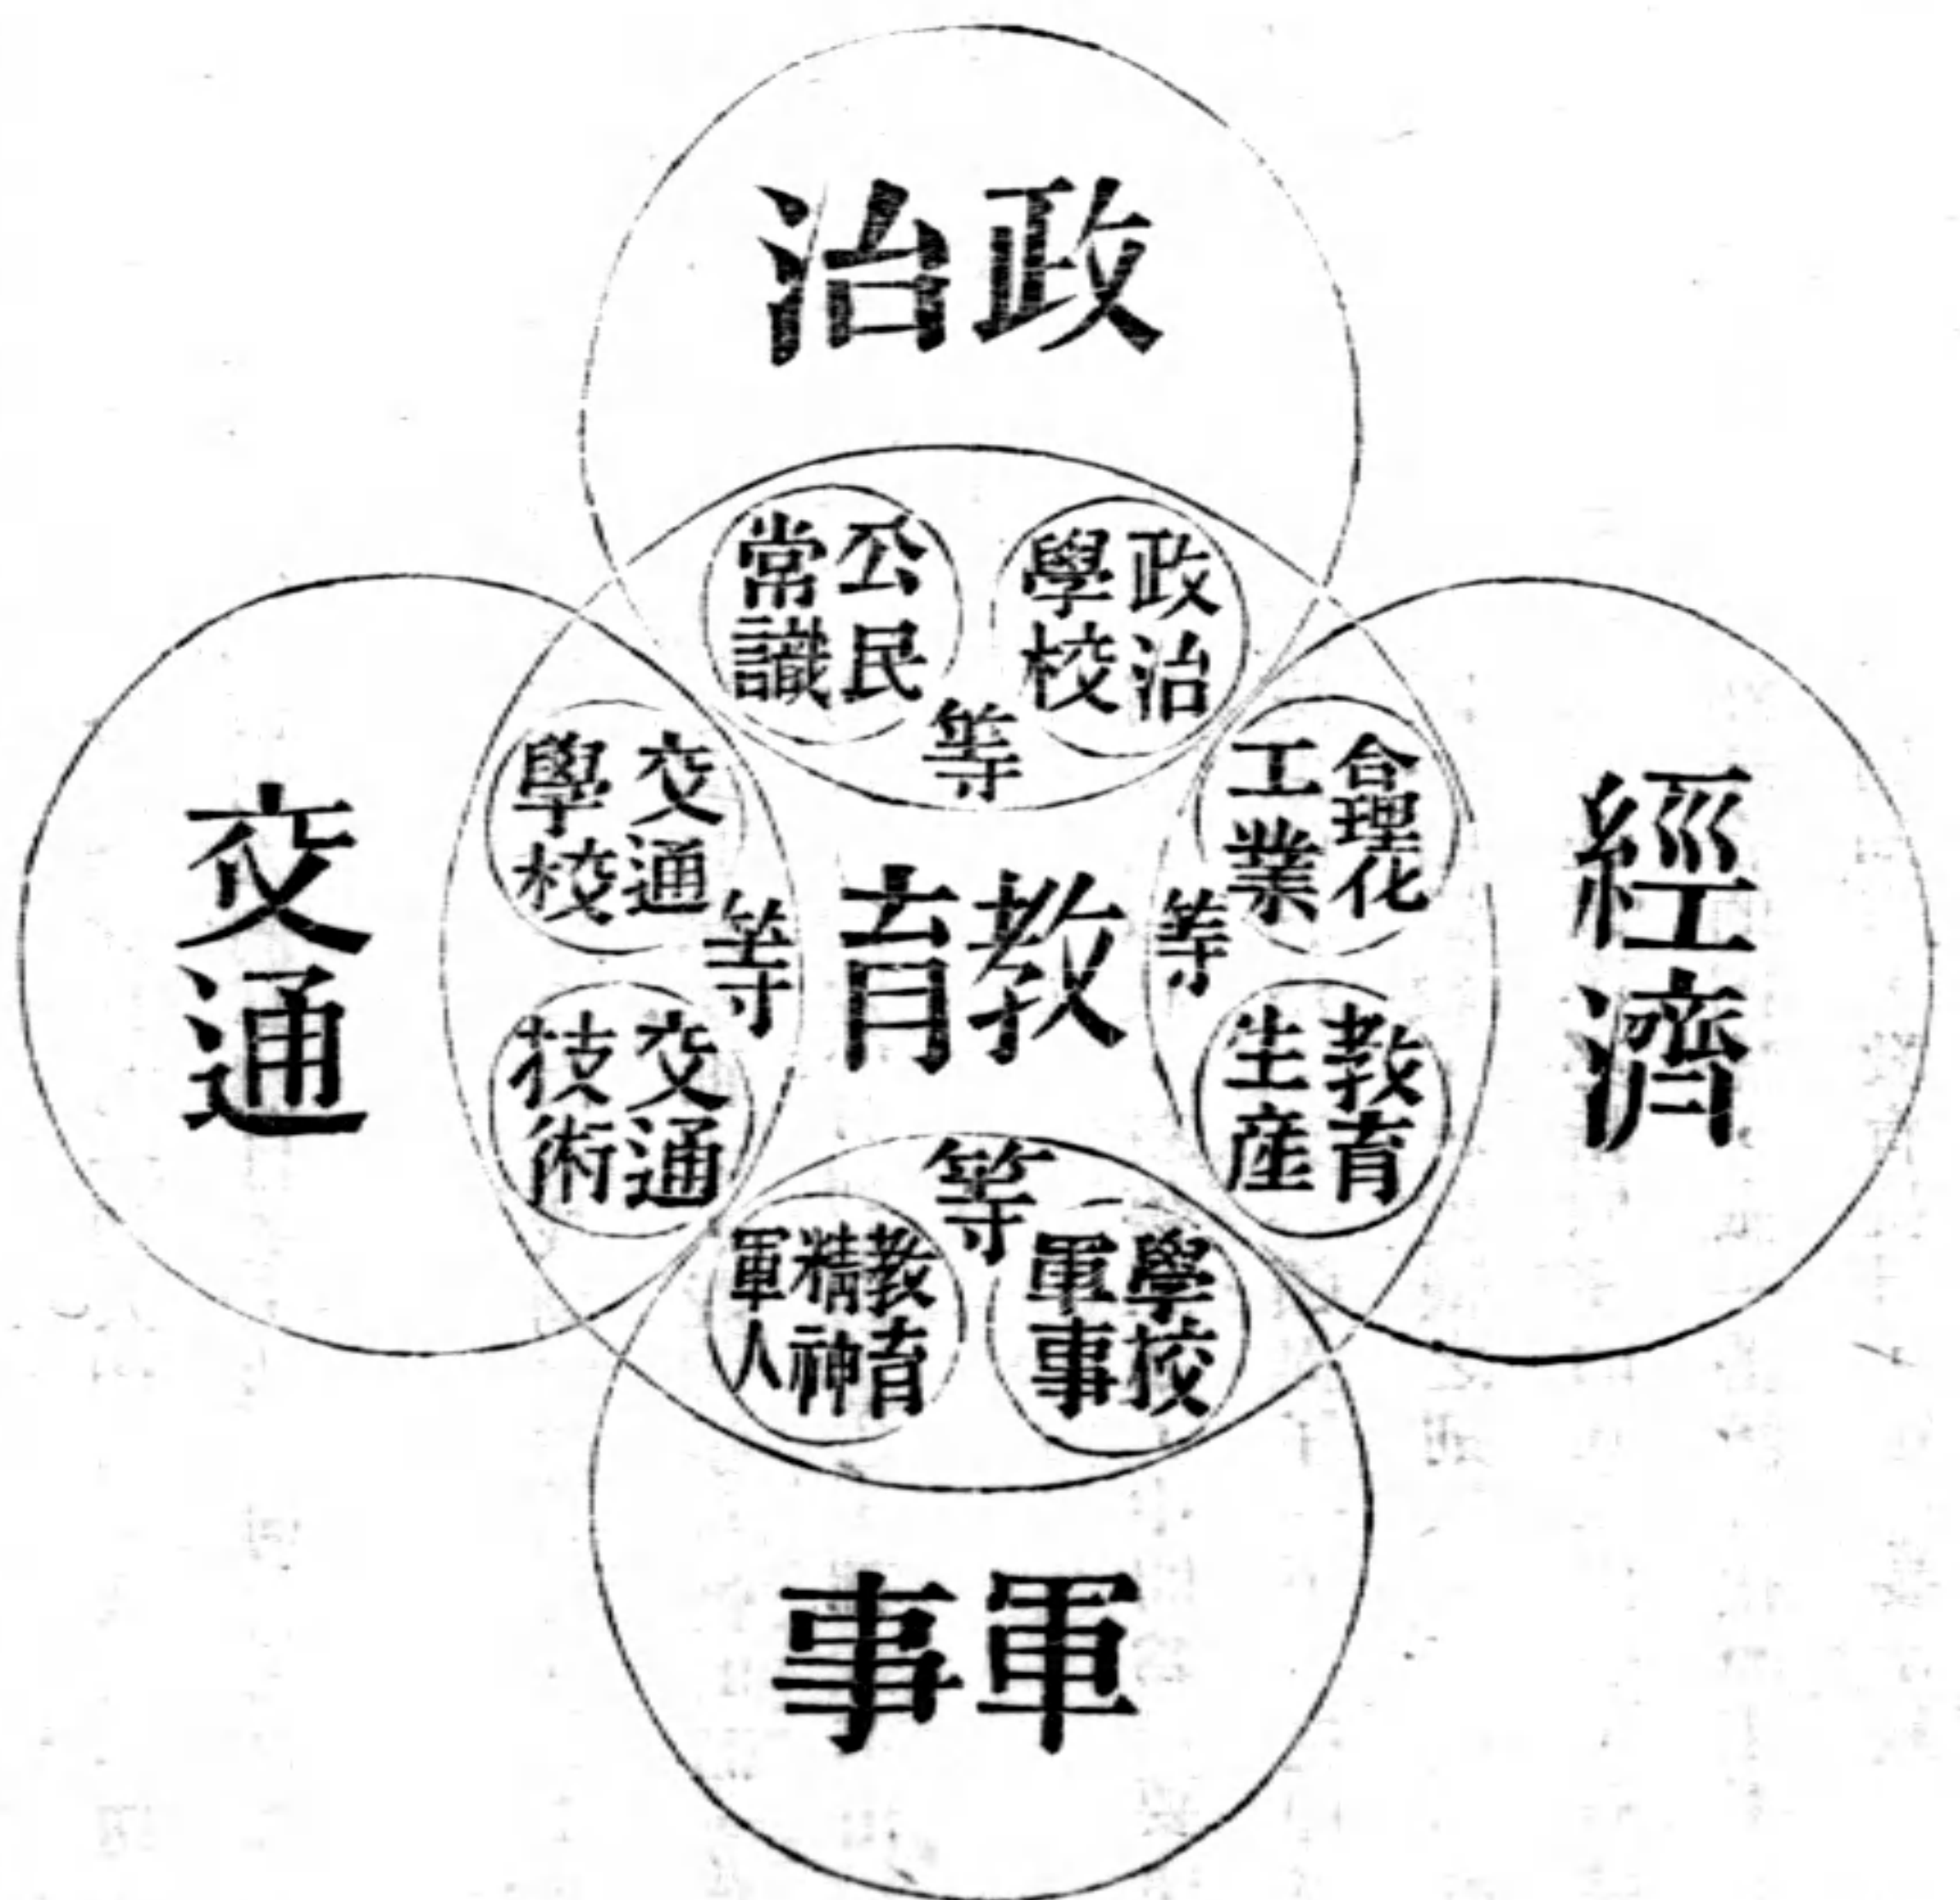 政治
政治
學校
公民
常識
等
經濟
工業
合理化
等
生産
教育
教育
交通
交通
學校
等
交通
技術
等
軍事
學校
軍人
精神
教育
軍事